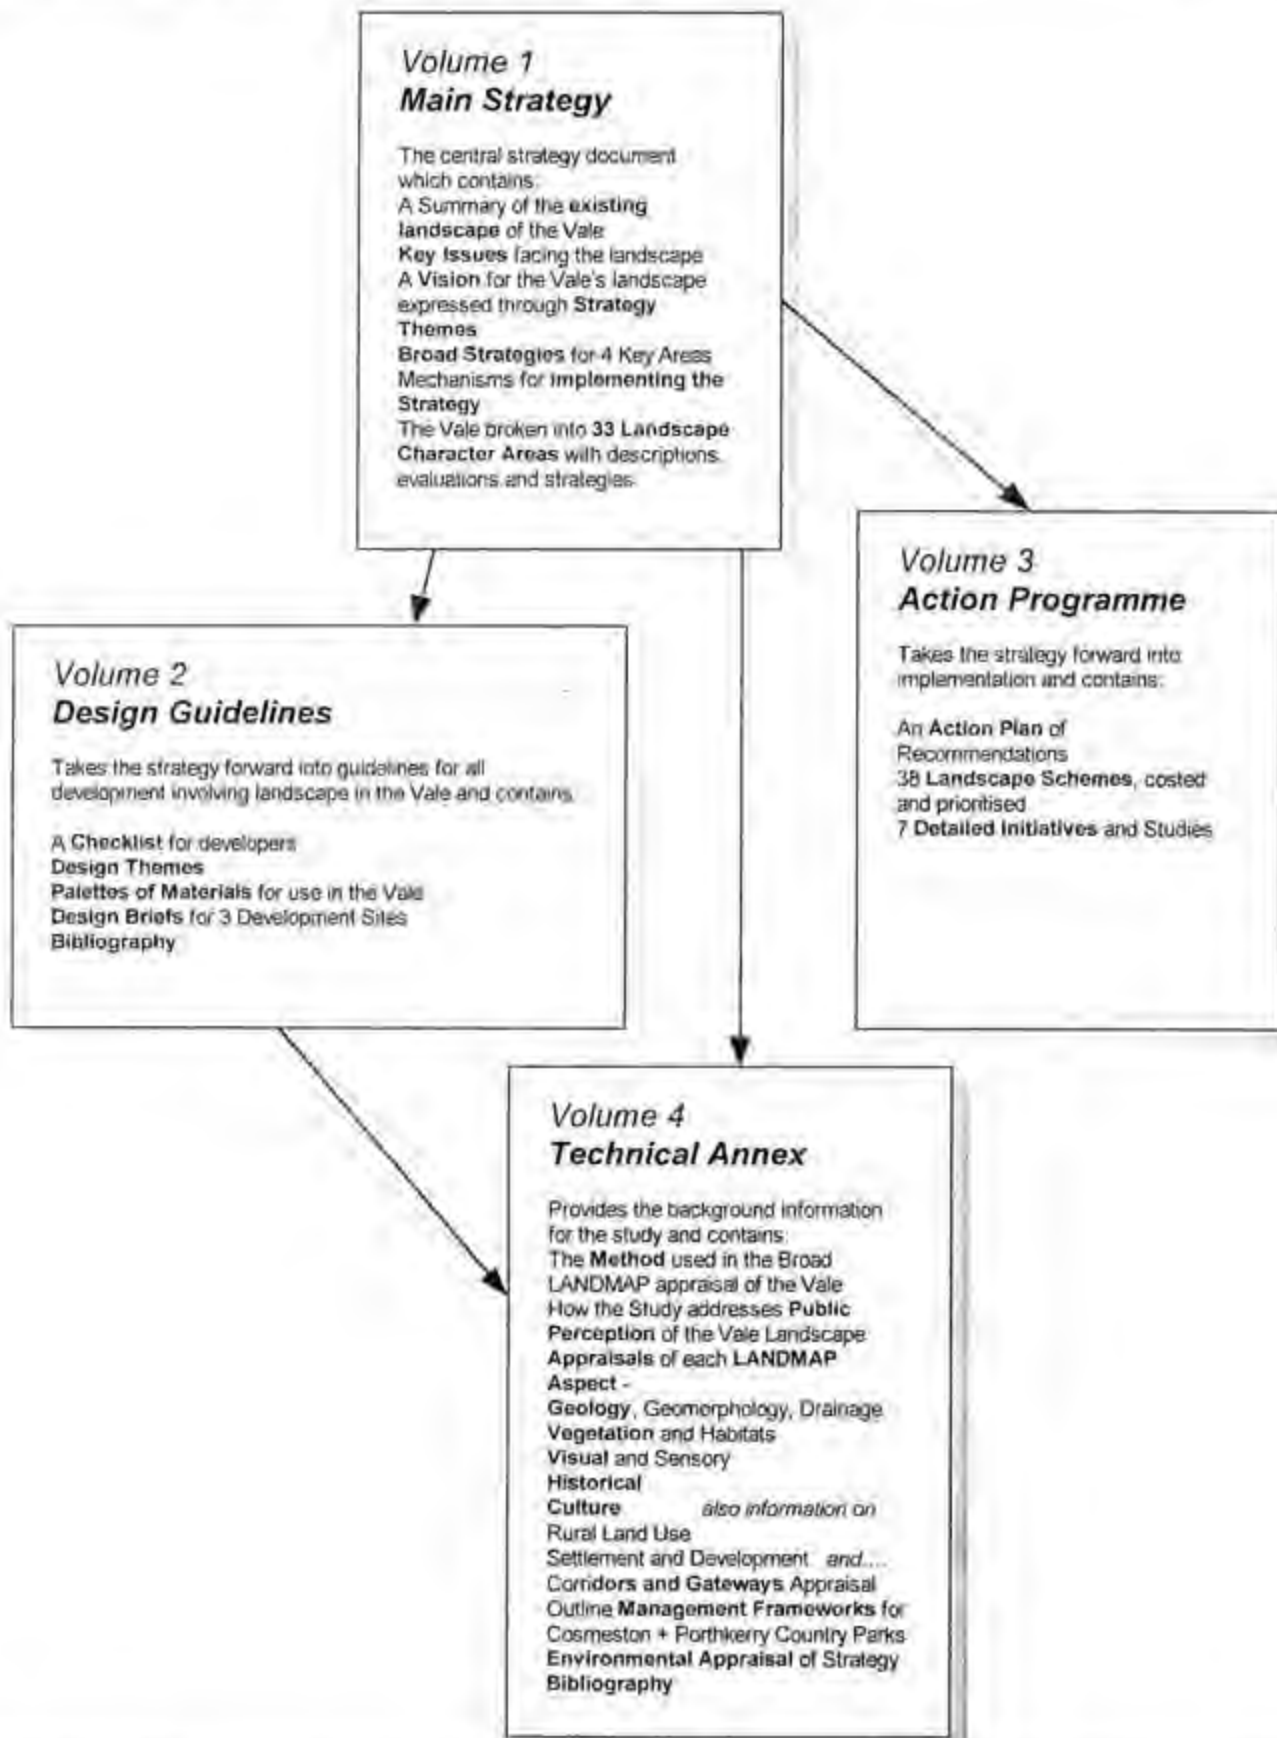 Volume 1
Main Strategy
The central strategy document
which contains:
A Summary of the existing
landscape of the Vale
Key Issues facing the landscape
A Vision for the Vale's landscape
expressed through Strategy
Themes
Broad Strategies for 4 Key Areas
Mechanisms for Implementing the
Strategy
The Vale broken into 33 Landscape
Character Areas with descriptions,
evaluations and strategies.
Volume 2
Design Guidelines
Takes the strategy forward into guidelines for all
development involving landscape in the Vale and contains:
A Checklist for developers
Design Themes
Palettes of Materials for use in the Vale
Design Briefs for 3 Development Sites
Bibliography
Volume 3
Action Programme
Takes the strategy forward into
implementation and contains:
An Action Plan of
Recommendations
38 Landscape Schemes, costed
and prioritised
7 Detailed Initiatives and Studies
Volume 4
Technical Annex
Provides the background information
for the study and contains:
The Method used in the Broad
LANDMAP appraisal of the Vale
How the Study addresses Public
Perception of the Vale Landscape
Appraisals of each LANDMAP
Aspect -
Geology, Geomorphology, Drainage
Vegetation and Habitats
Visual and Sensory
Historical
Culture also information on
Rural Land Use
Settlement and Development and....
Corridors and Gateways Appraisal
Outline Management Frameworks for
Cosmeston + Porthkerry Country Parks
Environmental Appraisal of Strategy
Bibliography